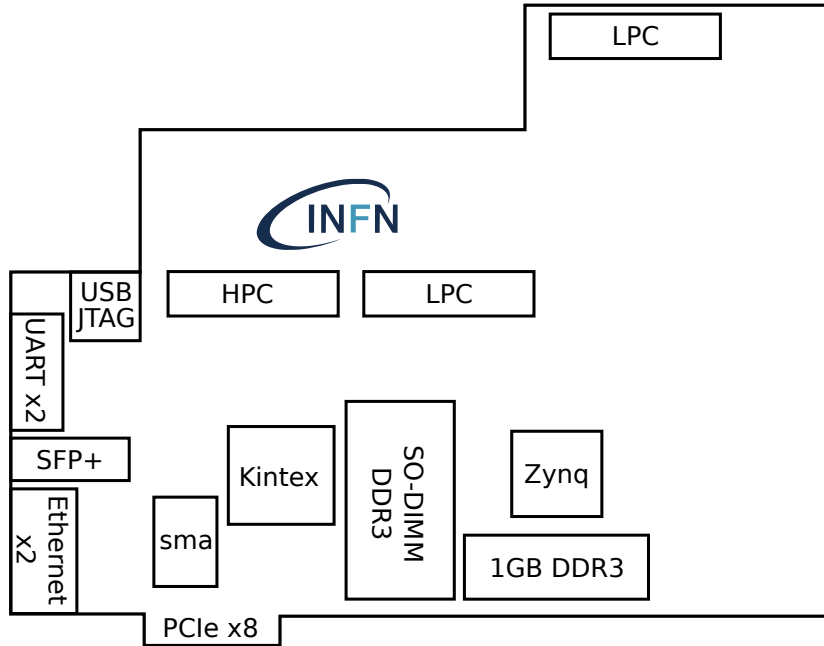 LPC
INFN
USB
JTAG
HPC
LPC
UART x2
SFP+
Ethernet
x2
sma
Kintex
SO-DIMM
DDR3
Zynq
1GB DDR3
PCIe x8